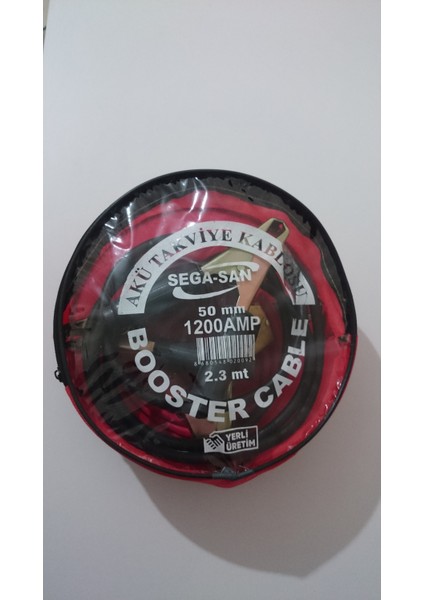 AKÜ TAKVİYE KABLOSU
SEGA-SAN
50 mm
1200AMP
2.3 mt
BOOSTER CABLE
YERLİ
ÜRETİM